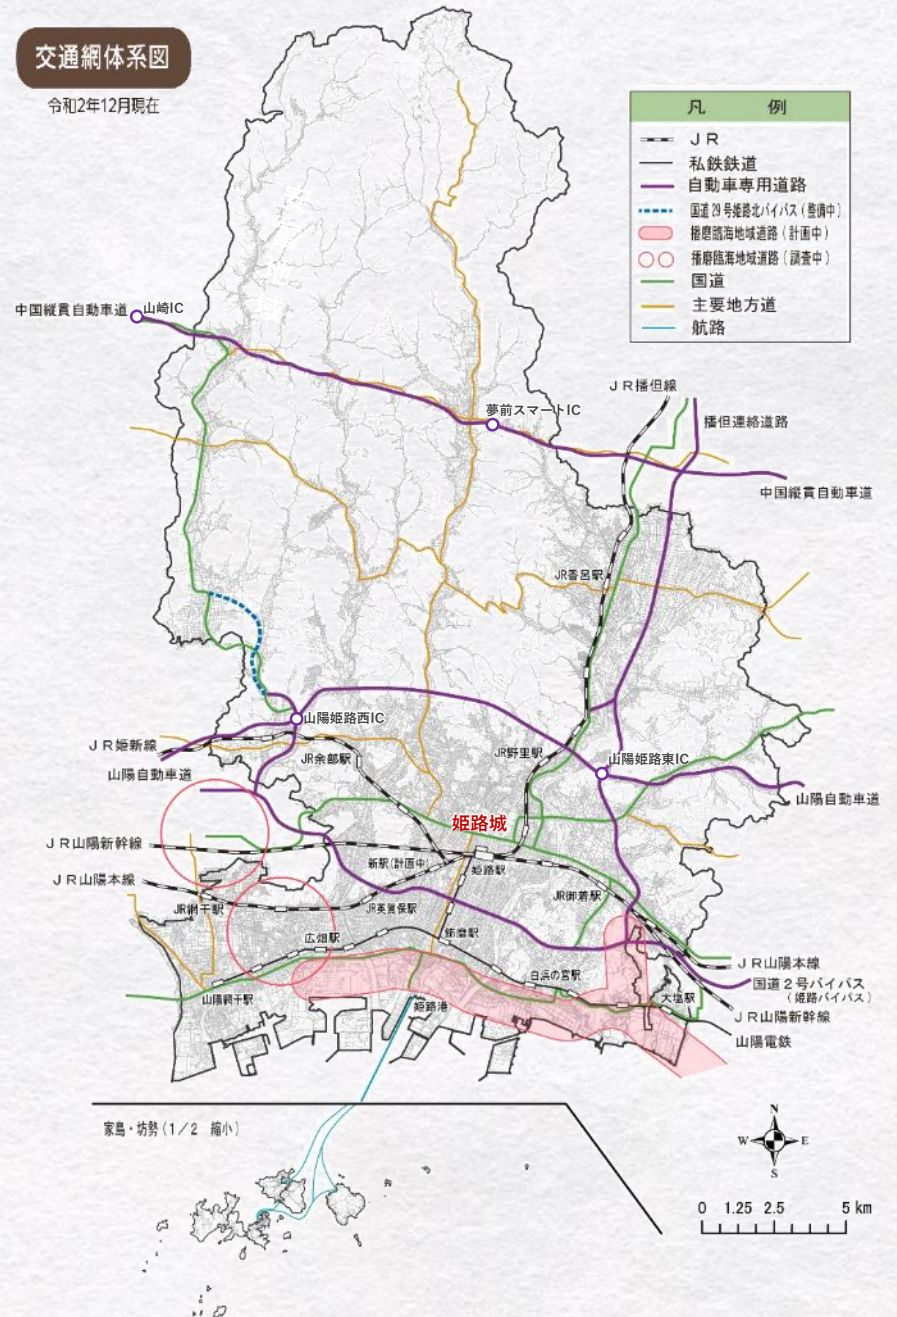 交通網体系図
令和2年12月現在
凡 例
JR
私鉄鉄道
自動車専用道路
国道29号姫路北バイパス(整備中)
播磨臨海地域道路(計画中)
播磨臨海地域道路(調査中)
国道
主要地方道
航路
中国縦貫自動車道
山崎IC
JR播但線
夢前スマートIC
播但連絡道路
中国縦貫自動車道
JR香呂駅
山陽姫路西IC
JR姫新線
JR余部駅
JR野里駅
山陽姫路東IC
山陽自動車道
山陽自動車道
姫路城
JR山陽新幹線
新駅(計画中)
姫路駅
JR山陽本線
JR網干駅
JR英賀保駅
JR御着駅
広畑駅
飾磨駅
JR山陽本線
白浜の宮駅
国道2号バイパス
(姫路バイパス)
山陽網干駅
姫路港
大塩駅
JR山陽新幹線
山陽電鉄
家島・坊勢(1/2 縮小)
N
W E
S
0 1.25 2.5 5 km